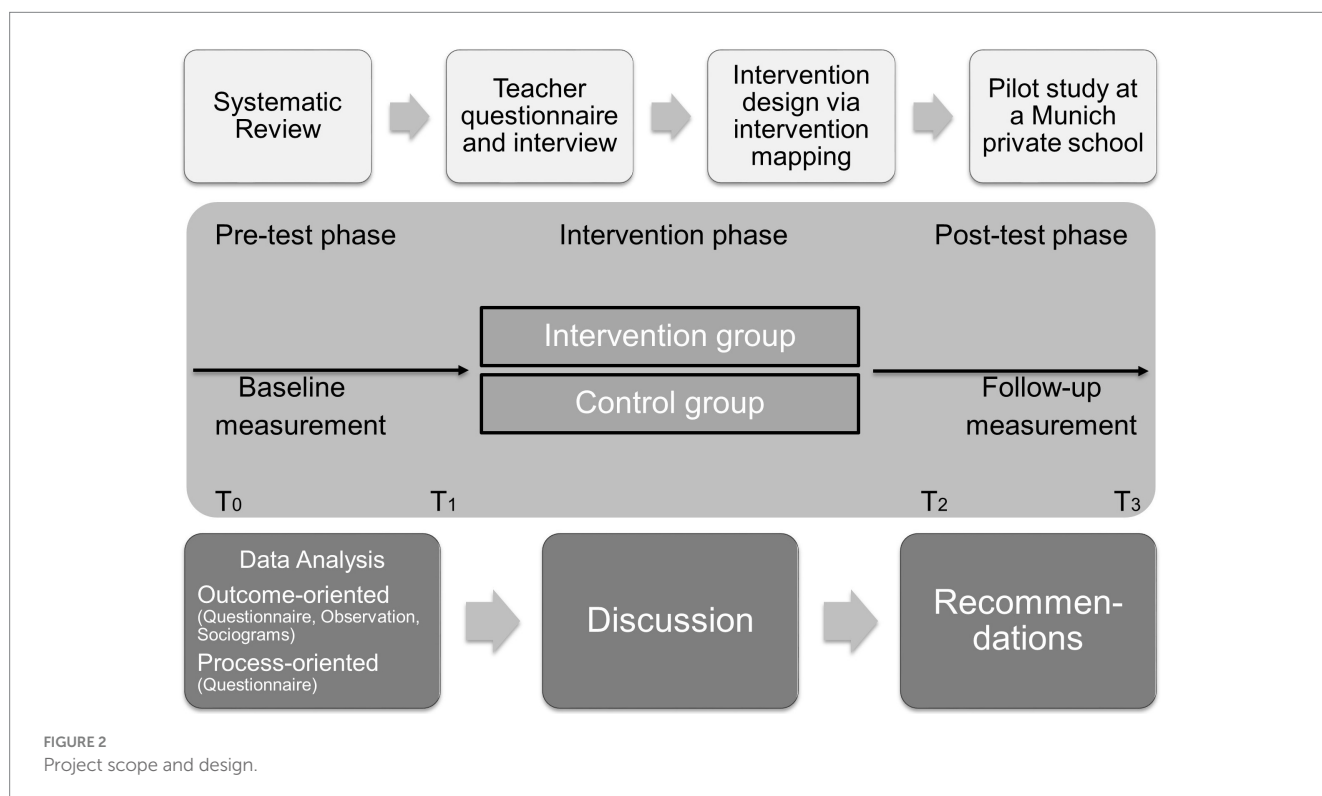 Systematic
Review
Teacher
questionnaire
and interview
Intervention
design via
intervention
mapping
Pilot study at
a Munich
private school
Pre-test phase
Intervention phase
Post-test phase
Intervention group
Control group
Baseline
measurement
Follow-up
measurement
T0
T1
T2
T3
Data Analysis
Outcome-oriented
(Questionnaire, Observation,
Sociograms)
Process-oriented
(Questionnaire)
Discussion
Recommen-
dations
FIGURE 2
Project scope and design.